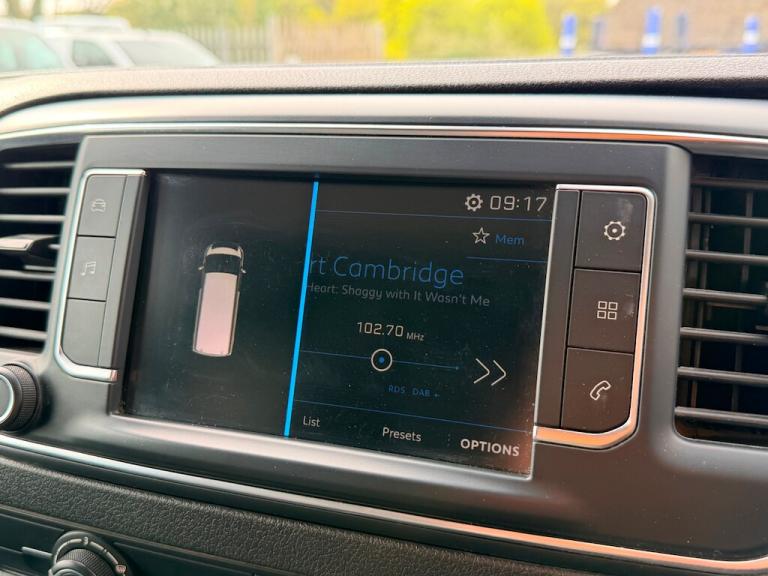 09:17
Mem
rt Cambridge
Heart: Shaggy with It Wasn't Me
102.70 MHz
RDS DAB
List
Presets
OPTIONS